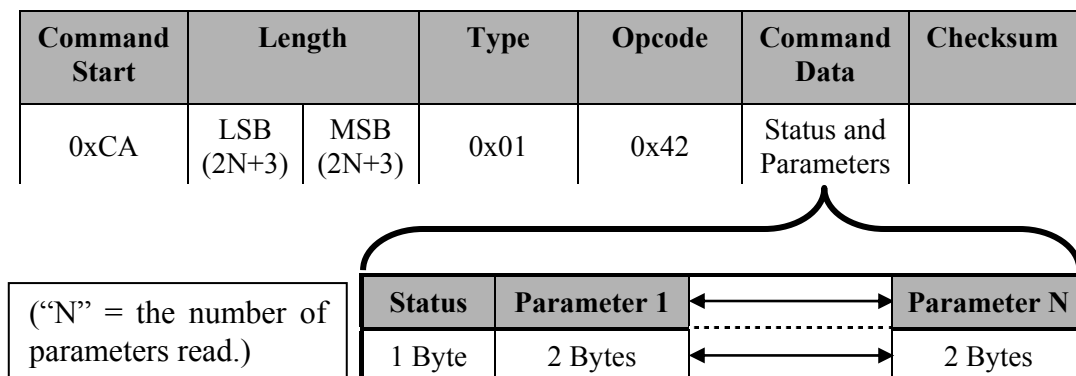 Command Start Length Type Opcode Command Data Checksum
0xCA LSB (2N+3) MSB (2N+3) 0x01 0x42 Status and Parameters
(“N” = the number of
parameters read.)
Status Parameter 1 Parameter N
1 Byte 2 Bytes 2 Bytes